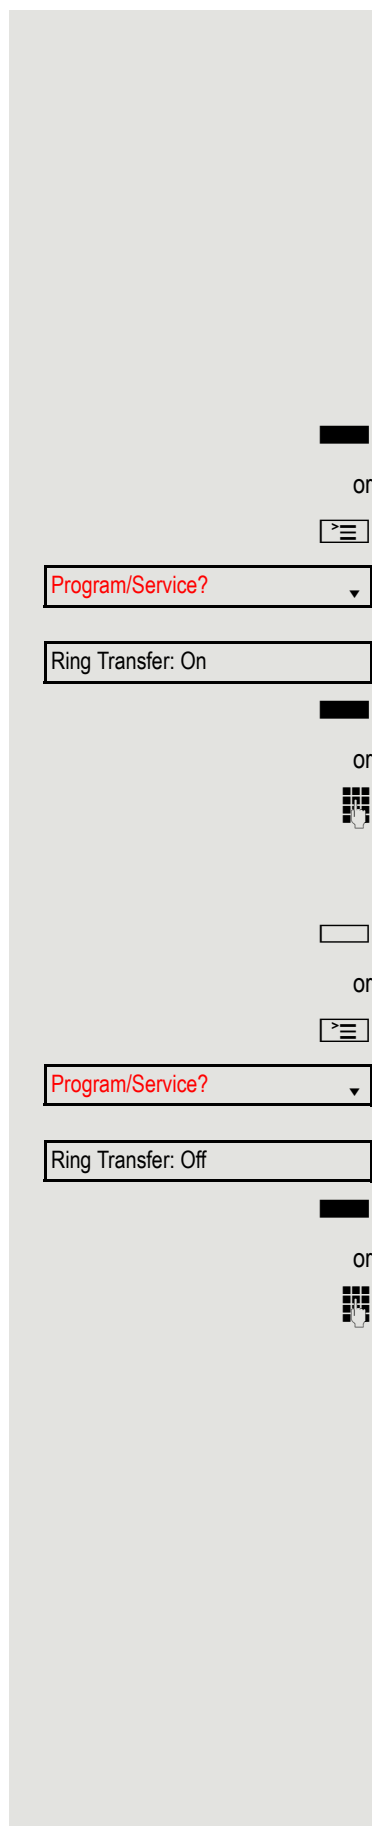 or
Program/Service?
Ring Transfer: On
or
or
Program/Service?
Ring Transfer: Off
or